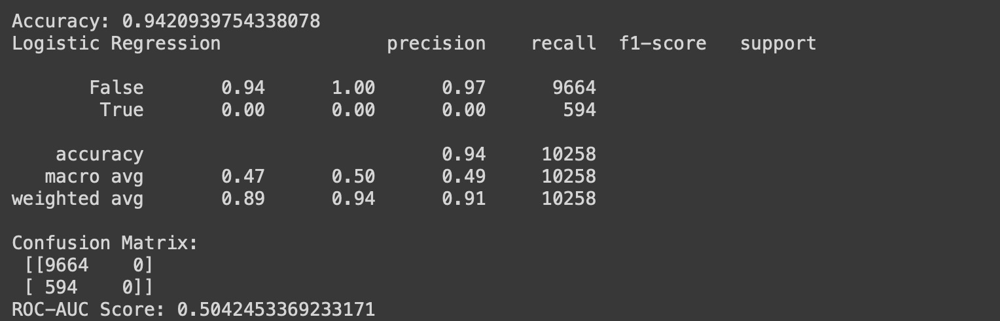 Accuracy: 0.9420939754338078
Logistic Regression               precision    recall  f1-score   support
       False       0.94      1.00      0.97      9664
        True       0.00      0.00      0.00       594
    accuracy                           0.94     10258
   macro avg       0.47      0.50      0.49     10258
weighted avg       0.89      0.94      0.91     10258
Confusion Matrix:
 [[9664    0]
 [ 594    0]]
ROC-AUC Score: 0.5042453369233171